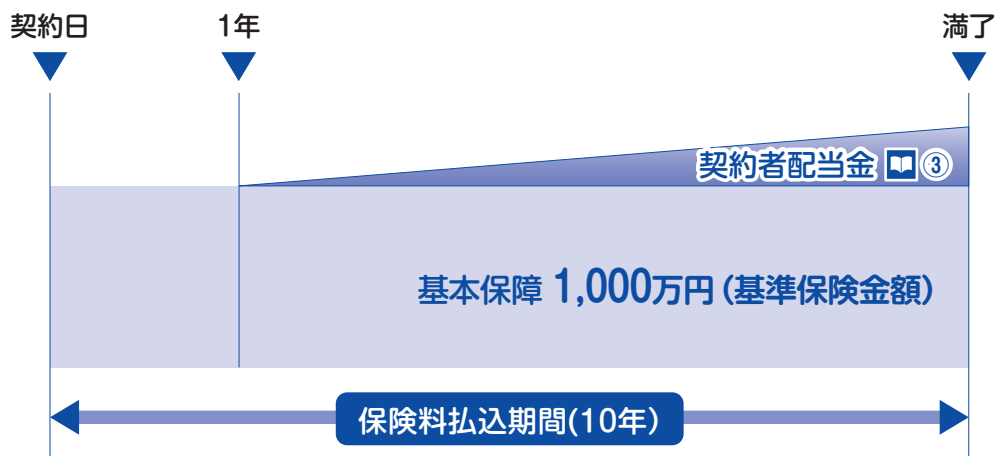 契約日 1年 満了
契約者配当金 ③
基本保障 1,000万円(基準保険金額)
保険料払込期間(10年)